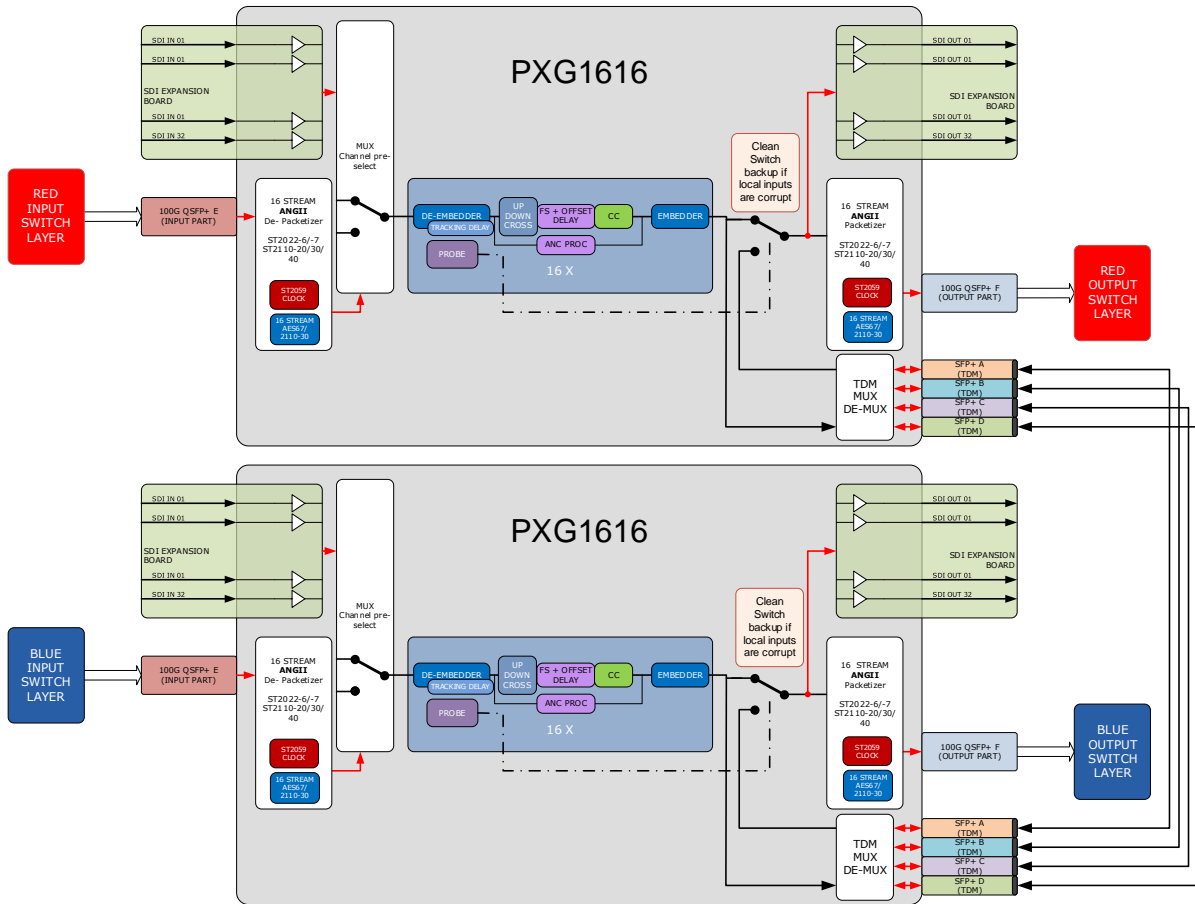 PXG1616
SDI IN 01
SDI IN 01
SDI EXPANSION
BOARD
SDI IN 01
SDI IN 32
MUX
Channel pre-
select
SDI OUT 01
SDI OUT 01
SDI EXPANSION
BOARD
SDI OUT 01
SDI OUT 32
Clean
Switch
backup if
local inputs
are corrupt
RED
INPUT
SWITCH
LAYER
100G QSFP+ E
(INPUT PART)
16 STREAM
ANGII
De- Packetizer
ST2022-6/-7
ST2110-20/30/
40
ST2059
CLOCK
16 STREAM
AES67/
2110-30
DE-EMBEDDER
TRACKING DELAY
PROBE
UP
DOWN
CROSS
FS + OFFSET
DELAY
CC
ANC PROC
EMBEDDER
16 X
16 STREAM
ANGII
Packetizer
ST2022-6/-7
ST2110-20/30/
40
ST2059
CLOCK
16 STREAM
AES67/
2110-30
100G QSFP+ F
(OUTPUT PART)
RED
OUTPUT
SWITCH
LAYER
TDM
MUX
DE-MUX
SFP+ A
(TDM)
SFP+ B
(TDM)
SFP+ C
(TDM)
SFP+ D
(TDM)
PXG1616
SDI IN 01
SDI IN 01
SDI EXPANSION
BOARD
SDI IN 01
SDI IN 32
MUX
Channel pre-
select
SDI OUT 01
SDI OUT 01
SDI EXPANSION
BOARD
SDI OUT 01
SDI OUT 32
Clean
Switch
backup if
local inputs
are corrupt
BLUE
INPUT
SWITCH
LAYER
100G QSFP+ E
(INPUT PART)
16 STREAM
ANGII
De- Packetizer
ST2022-6/-7
ST2110-20/30/
40
ST2059
CLOCK
16 STREAM
AES67/
2110-30
DE-EMBEDDER
TRACKING DELAY
PROBE
UP
DOWN
CROSS
FS + OFFSET
DELAY
CC
ANC PROC
EMBEDDER
16 X
16 STREAM
ANGII
Packetizer
ST2022-6/-7
ST2110-20/30/
40
ST2059
CLOCK
16 STREAM
AES67/
2110-30
100G QSFP+ F
(OUTPUT PART)
BLUE
OUTPUT
SWITCH
LAYER
TDM
MUX
DE-MUX
SFP+ A
(TDM)
SFP+ B
(TDM)
SFP+ C
(TDM)
SFP+ D
(TDM)